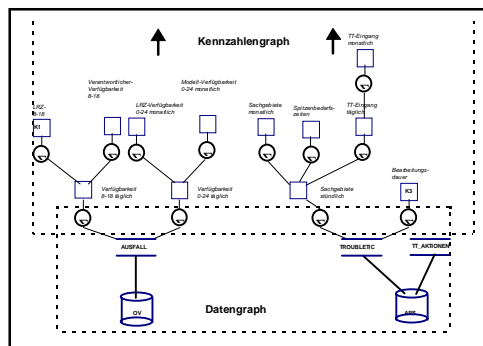 Kennzahlengraph
TT-Eingang
monatlich
Verantwortlicher-
Verfügbarkeit
8-18
Modell-Verfügbarkeit
0-24 monatlich
LRZ-
8-18
K1
LRZ-Verfügbarkeit
0-24 monatlich
Sachgebiete
monatlich
Spitzenbedarfs-
zeiten
TT-Eingang
täglich
Bearbeitungs-
dauer
K3
Verfügbarkeit
8-18 täglich
Verfügbarkeit
0-24 täglich
Sachgebiete
stündlich
AUSFALL
TROUBLETIC
TT_AKTIONEN
OV
ARS
Datengraph